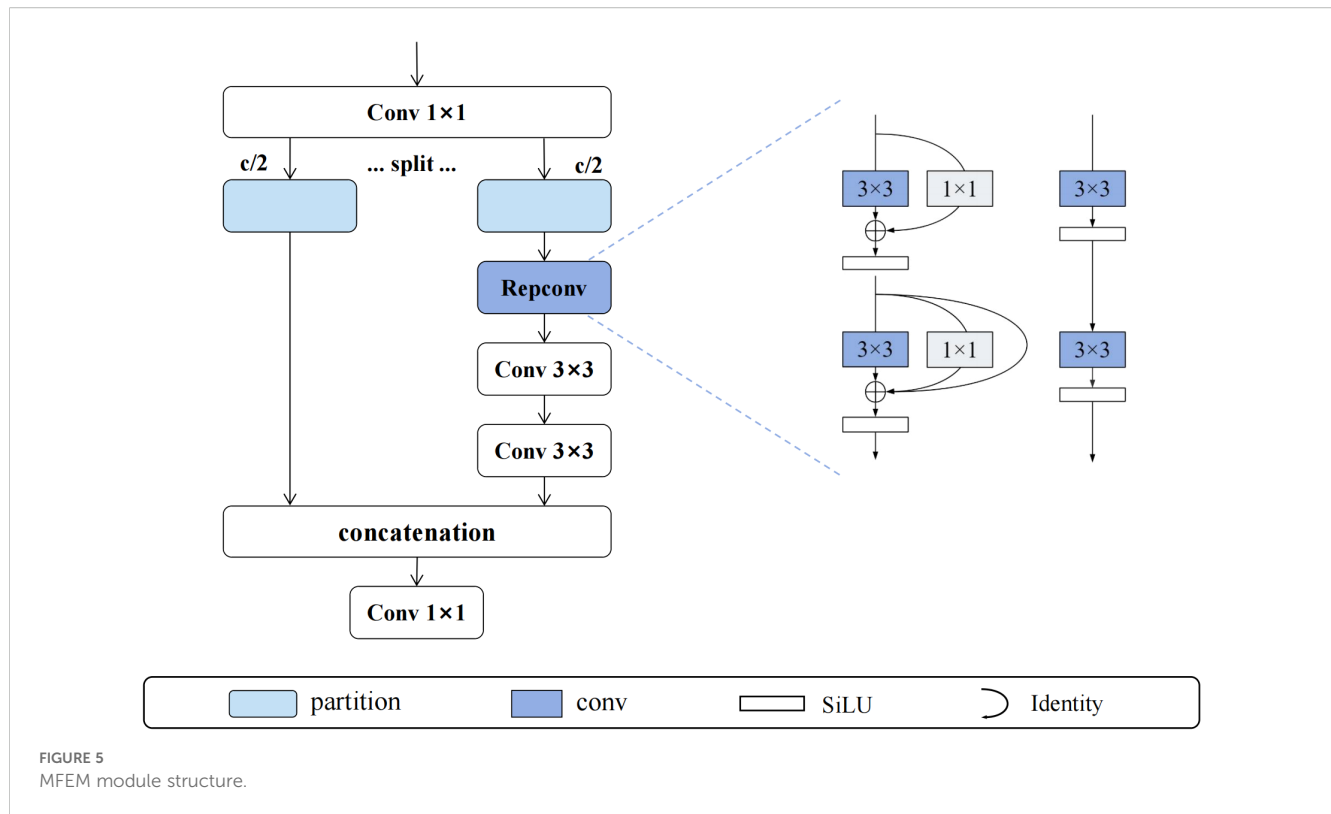 Conv 1×1
c/2
... split ...
c/2
Repconv
Conv 3×3
Conv 3×3
concatenation
Conv 1×1
3×3
1×1
3×3
3×3
1×1
3×3
partition
conv
SiLU
Identity
FIGURE 5
MFEM module structure.